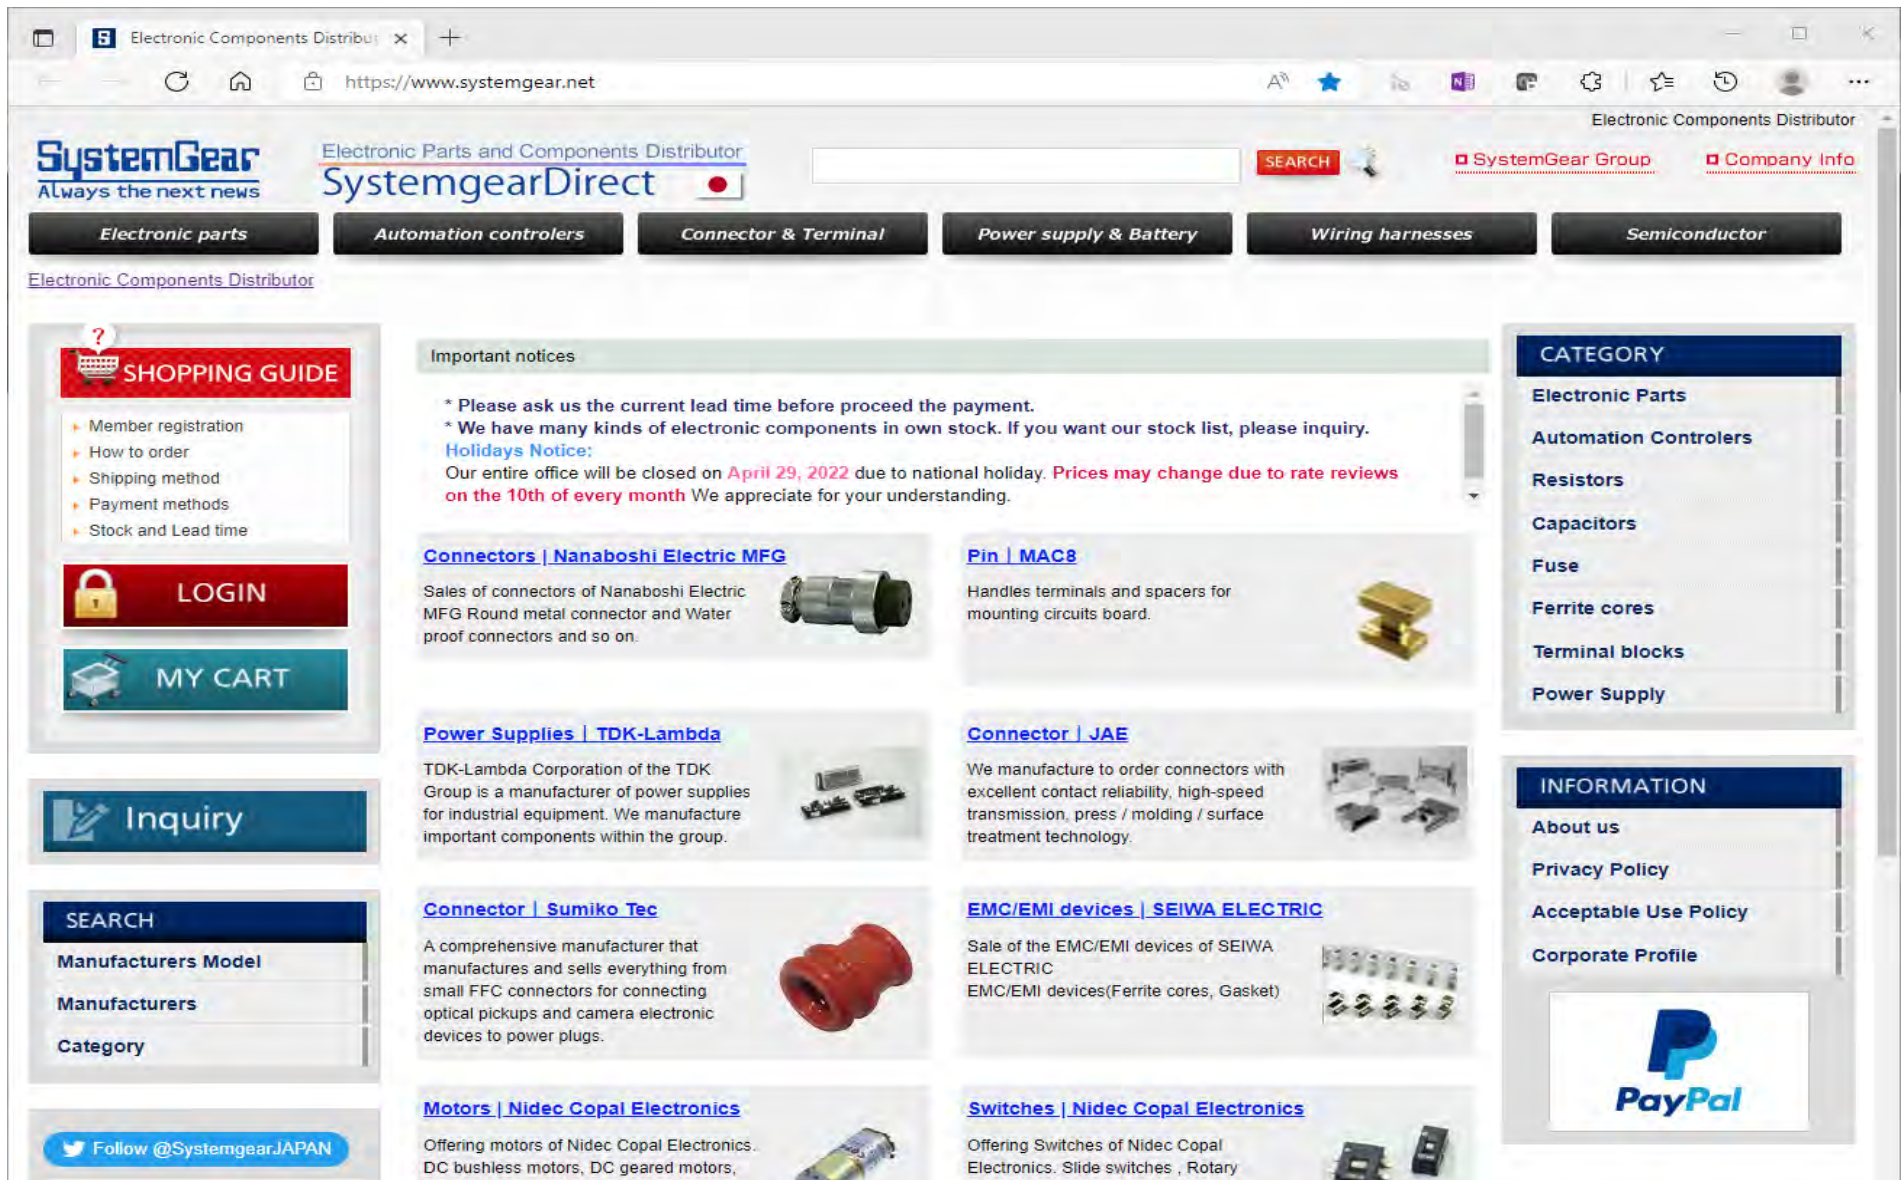 Electronic Components Distribu
https://www.systemgear.net
Electronic Components Distributor
SystemGear
Always the next news
Electronic Parts and Components Distributor
SystemgearDirect
SEARCH
SystemGear Group
Company Info
Electronic parts
Automation controlers
Connector & Terminal
Power supply & Battery
Wiring harnesses
Semiconductor
Electronic Components Distributor
?
SHOPPING GUIDE
Member registration
How to order
Shipping method
Payment methods
Stock and Lead time
LOGIN
MY CART
Inquiry
SEARCH
Manufacturers Model
Manufacturers
Category
Follow @SystemgearJAPAN
Important notices
* Please ask us the current lead time before proceed the payment.
* We have many kinds of electronic components in own stock. If you want our stock list, please inquiry.
Holidays Notice:
Our entire office will be closed on April 29, 2022 due to national holiday. Prices may change due to rate reviews
on the 10th of every month We appreciate for your understanding.
Connectors | Nanaboshi Electric MFG
Sales of connectors of Nanaboshi Electric
MFG Round metal connector and Water
proof connectors and so on.
Pin | MAC8
Handles terminals and spacers for
mounting circuits board.
Power Supplies | TDK-Lambda
TDK-Lambda Corporation of the TDK
Group is a manufacturer of power supplies
for industrial equipment. We manufacture
important components within the group.
Connector | JAE
We manufacture to order connectors with
excellent contact reliability, high-speed
transmission, press / molding / surface
treatment technology.
Connector | Sumiko Tec
A comprehensive manufacturer that
manufactures and sells everything from
small FFC connectors for connecting
optical pickups and camera electronic
devices to power plugs.
EMC/EMI devices | SEIWA ELECTRIC
Sale of the EMC/EMI devices of SEIWA
ELECTRIC
EMC/EMI devices(Ferrite cores, Gasket)
Motors | Nidec Copal Electronics
Offering motors of Nidec Copal Electronics.
DC bushless motors, DC geared motors,
Switches | Nidec Copal Electronics
Offering Switches of Nidec Copal
Electronics. Slide switches , Rotary
CATEGORY
Electronic Parts
Automation Controlers
Resistors
Capacitors
Fuse
Ferrite cores
Terminal blocks
Power Supply
INFORMATION
About us
Privacy Policy
Acceptable Use Policy
Corporate Profile
PayPal